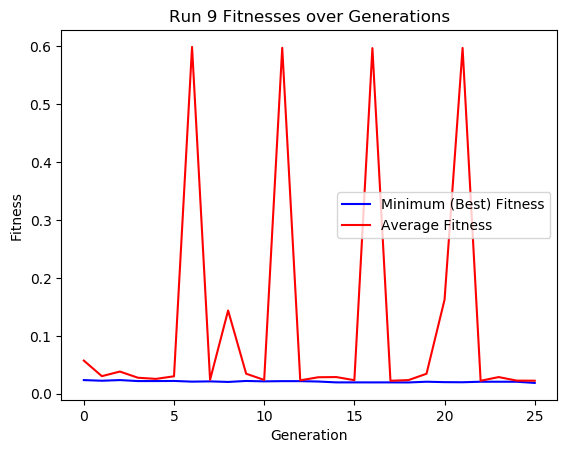 Run 9 Fitnesses over Generations
0.6
0.5
0.4
0.3
0.2
0.1
0.0
Fitness
Minimum (Best) Fitness
Average Fitness
0 5 10 15 20 25
Generation